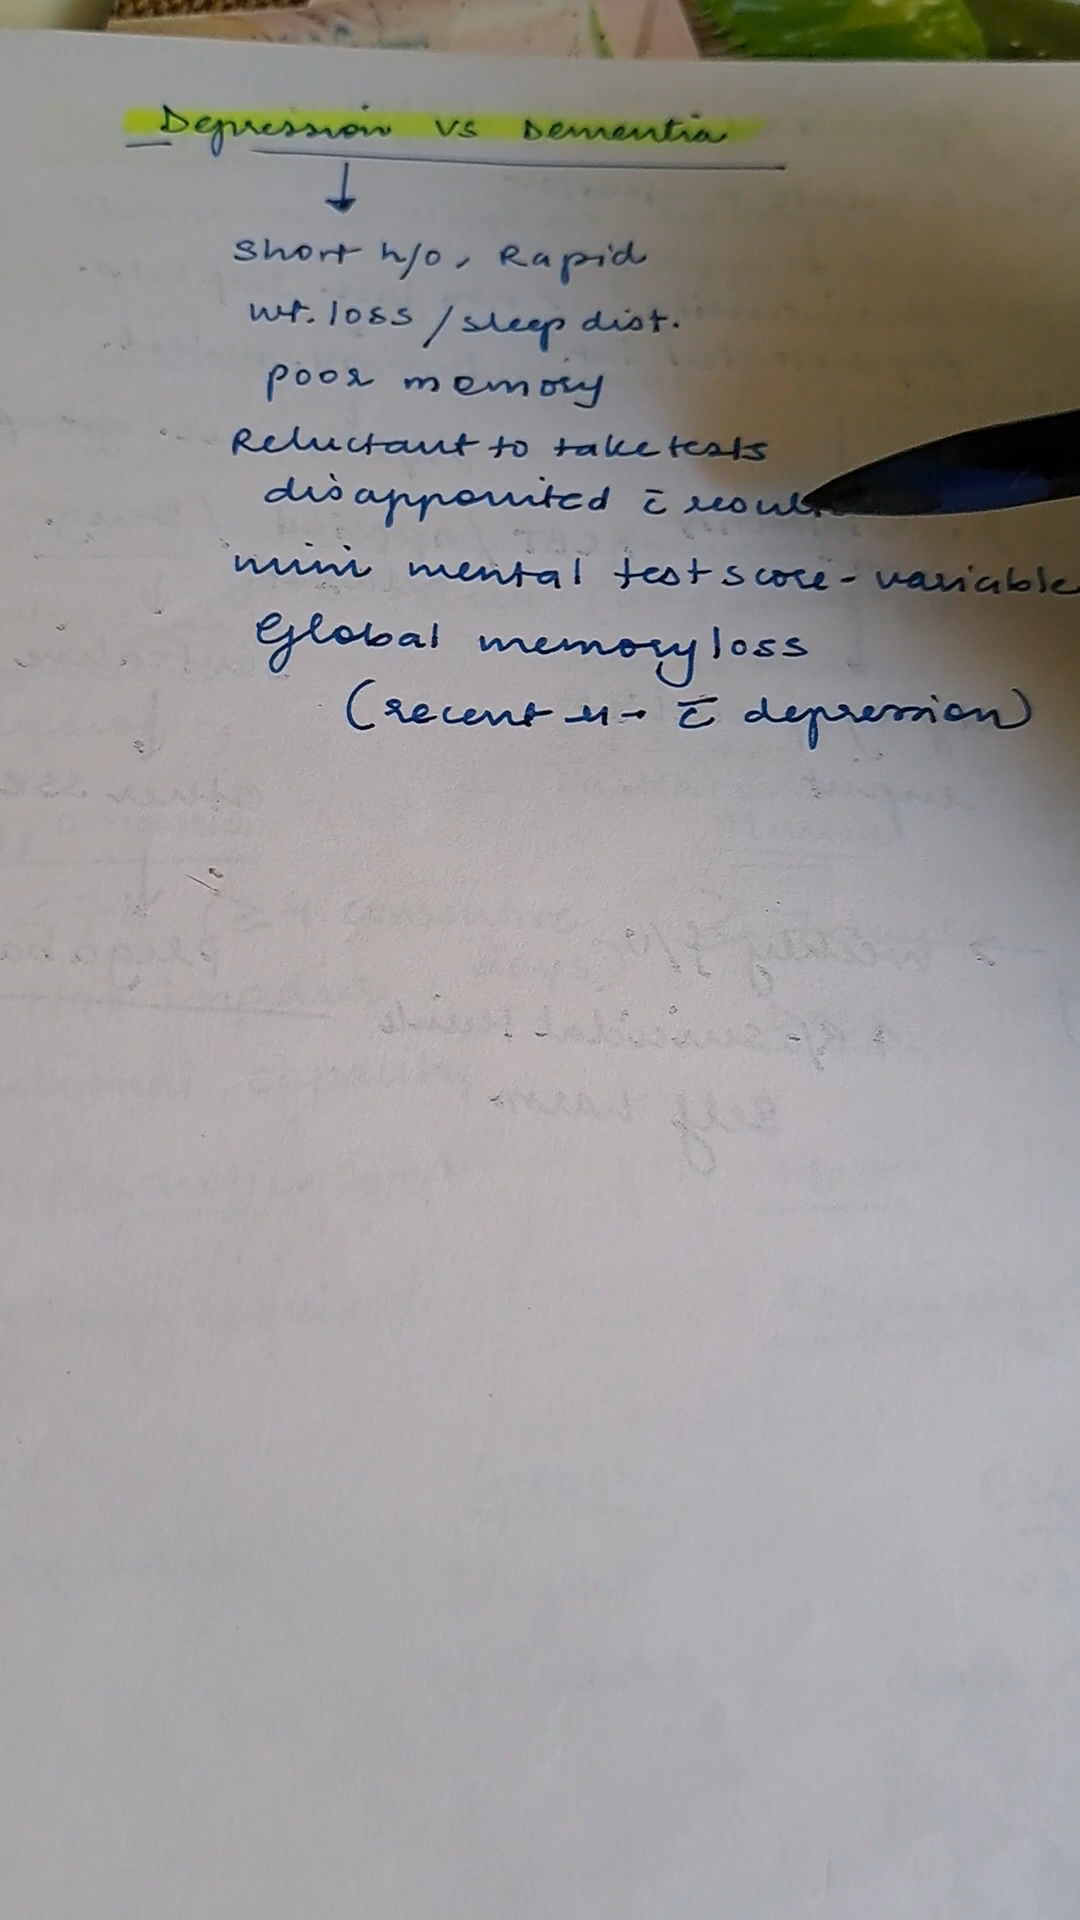 Depression vs Dementia
↓
Short h/o, Rapid
wt. loss / sleep dist.
poor memory
Reluctant to take tests
disappointed c̄
mini mental test score - variable
Global memory loss
(recent c̄ depression)